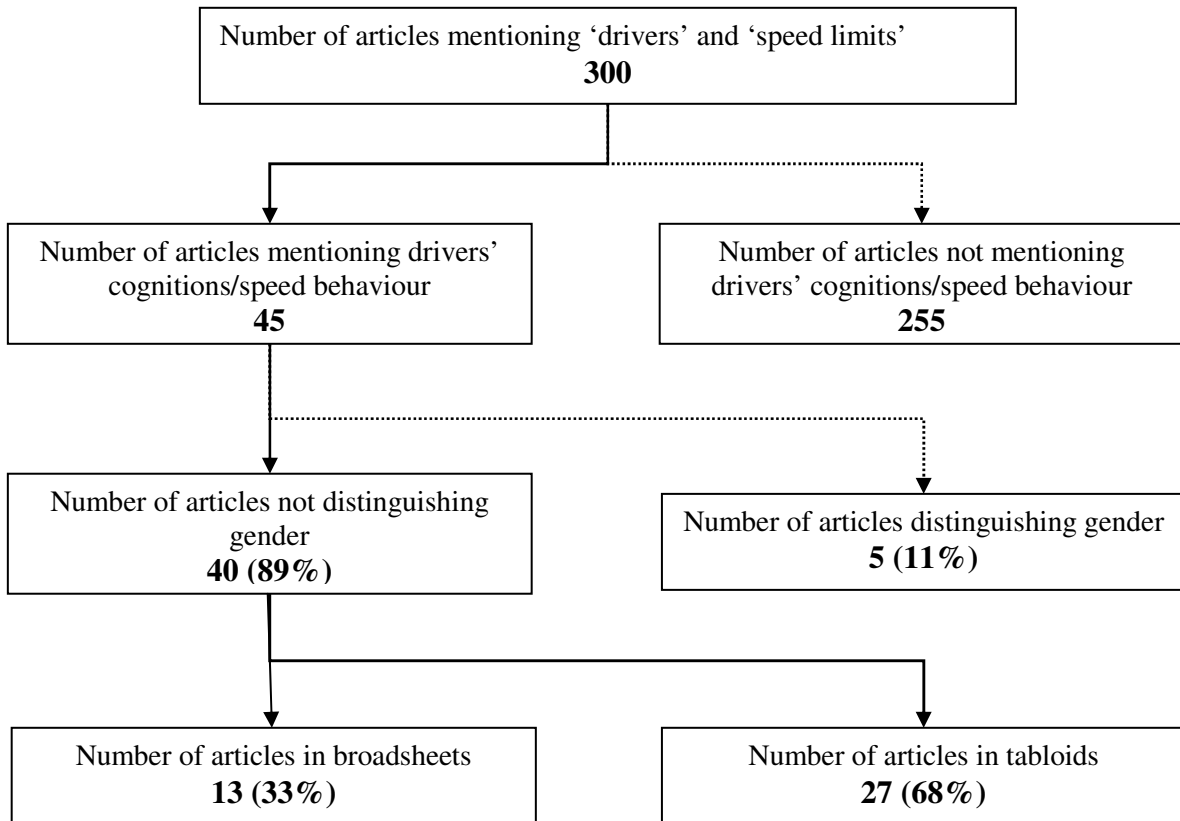 Number of articles mentioning ‘drivers’ and ‘speed limits’
300
Number of articles mentioning drivers’
cognitions/speed behaviour
45
Number of articles not mentioning
drivers’ cognitions/speed behaviour
255
Number of articles not distinguishing
gender
40 (89%)
Number of articles distinguishing gender
5 (11%)
Number of articles in broadsheets
13 (33%)
Number of articles in tabloids
27 (68%)